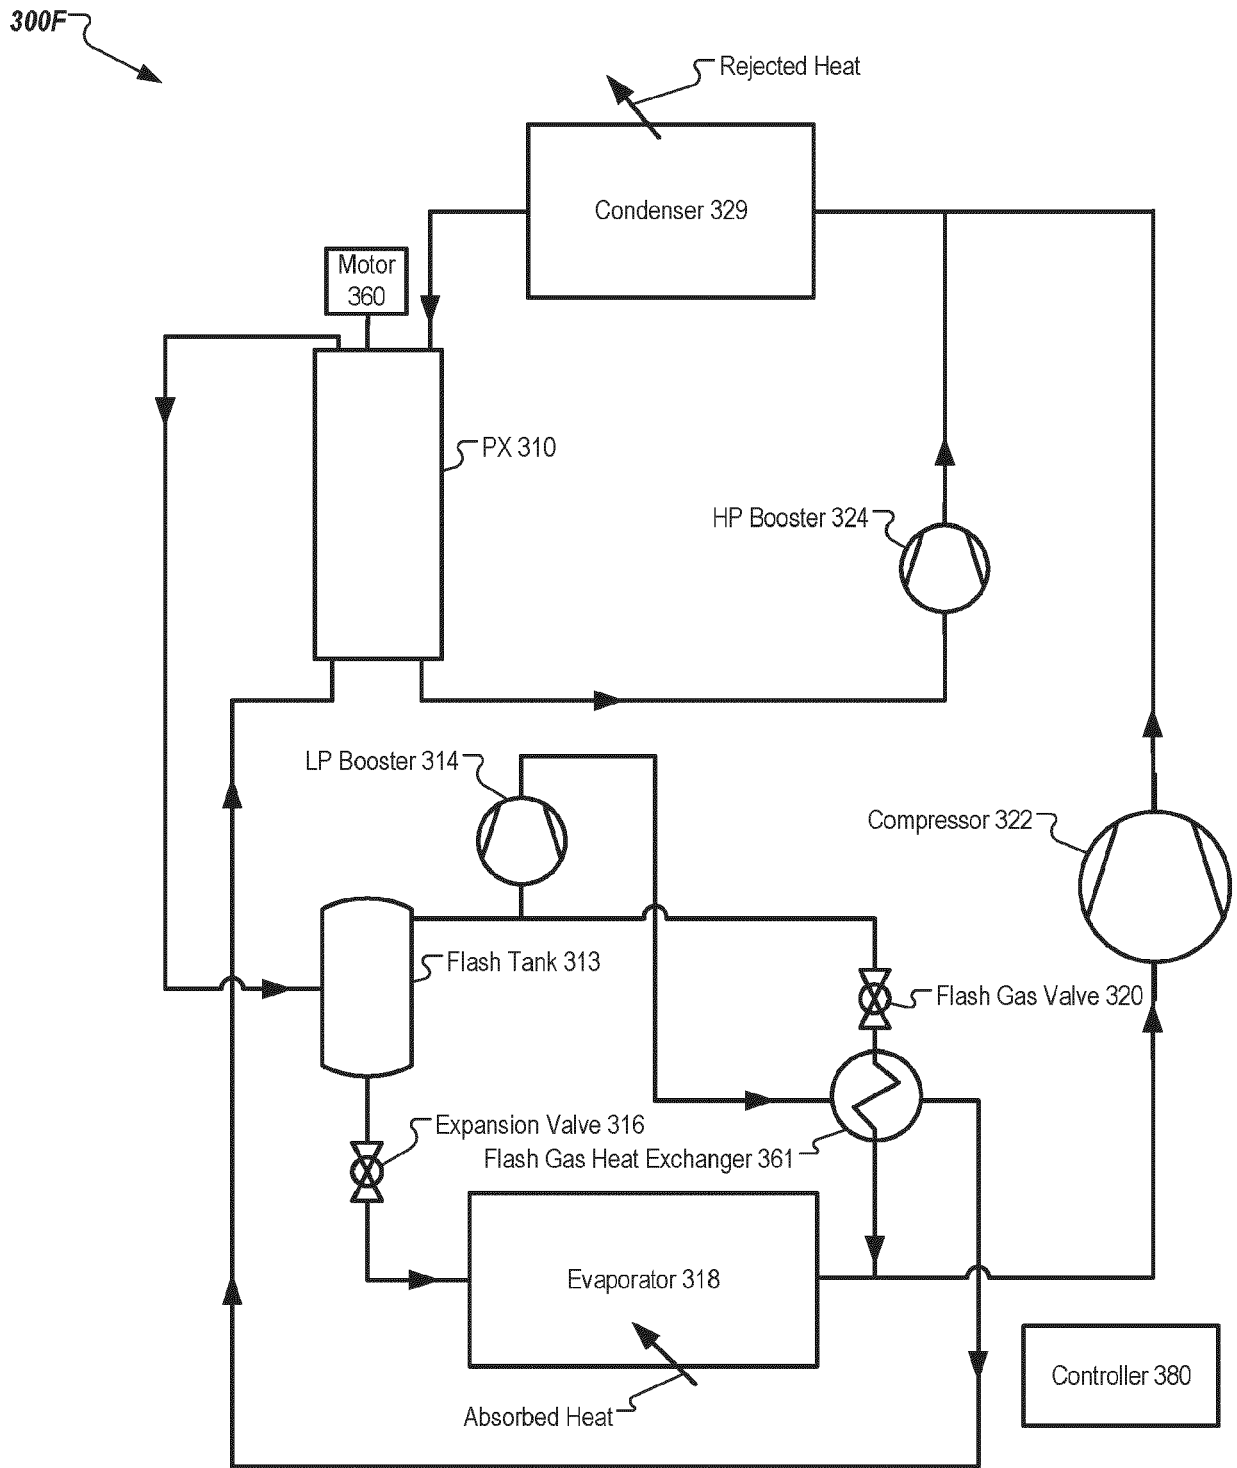 300F
Rejected Heat
Condenser 329
Motor
360
PX 310
HP Booster 324
LP Booster 314
Compressor 322
Flash Tank 313
Flash Gas Valve 320
Expansion Valve 316
Flash Gas Heat Exchanger 361
Evaporator 318
Controller 380
Absorbed Heat